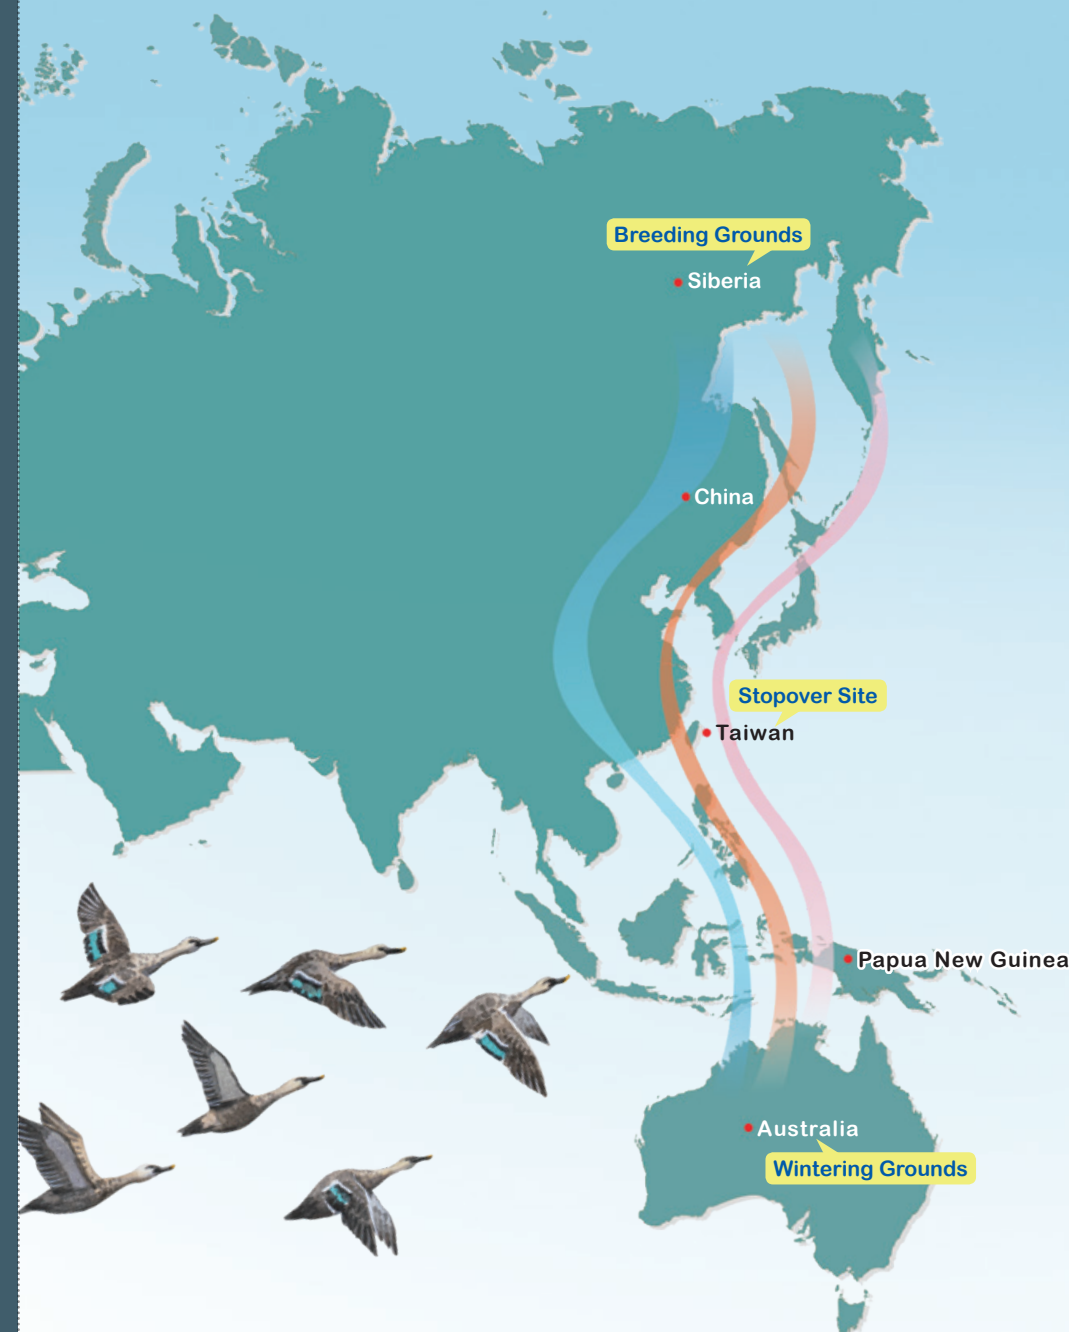 Breeding Grounds
Siberia
China
Stopover Site
Taiwan
Papua New Guinea
Australia
Wintering Grounds